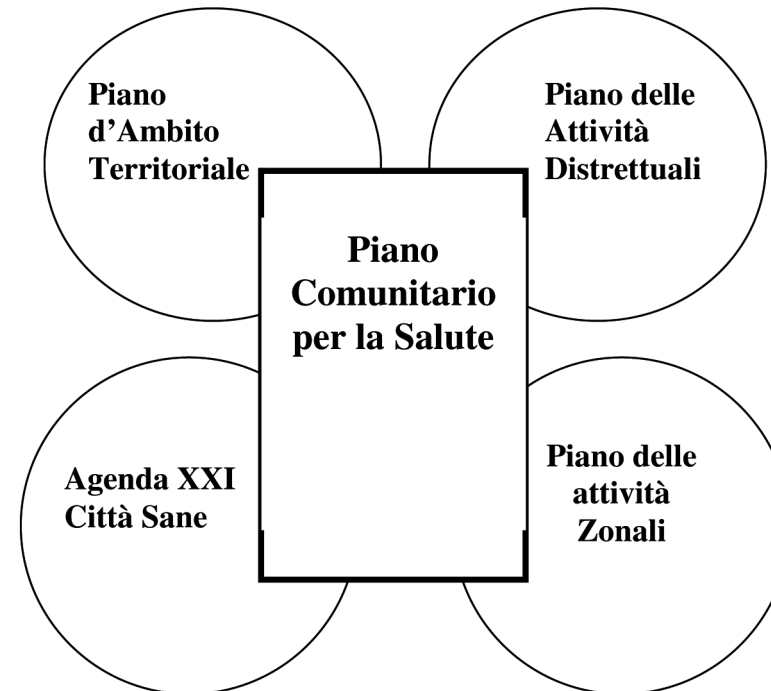 Piano
d'Ambito
Territoriale
Piano delle
Attività
Distrettuali
Piano
Comunitario
per la Salute
Agenda XXI
Città Sane
Piano delle
attività
Zonali